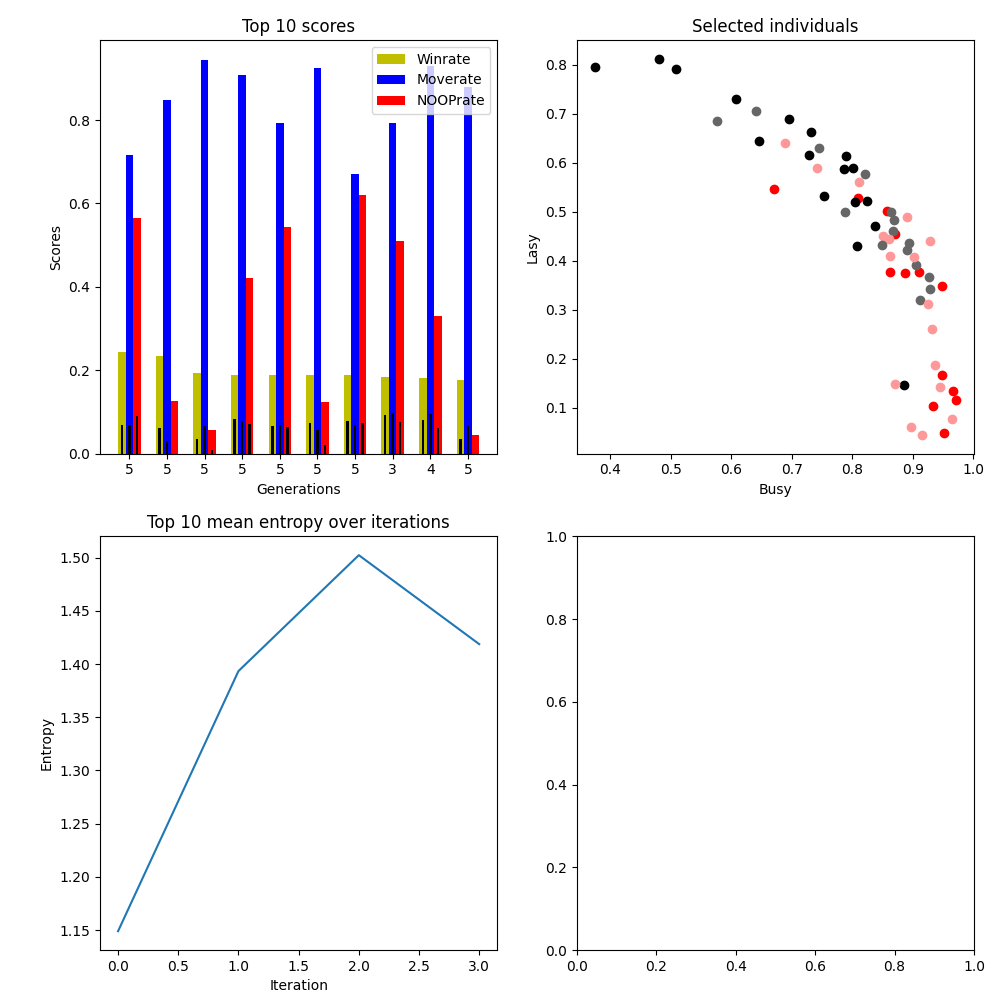 Top 10 scores
Winrate
Moverate
NOOPrate
Scores
0.8
0.6
0.4
0.2
0.0
5 5 5 5 5 5 5 3 4 5
Generations
Selected individuals
Lasy
0.8
0.7
0.6
0.5
0.4
0.3
0.2
0.1
0.4 0.5 0.6 0.7 0.8 0.9 1.0
Busy
Top 10 mean entropy over iterations
Entropy
1.50
1.45
1.40
1.35
1.30
1.25
1.20
1.15
0.0 0.5 1.0 1.5 2.0 2.5 3.0
Iteration
1.0
0.8
0.6
0.4
0.2
0.0
0.0 0.2 0.4 0.6 0.8 1.0